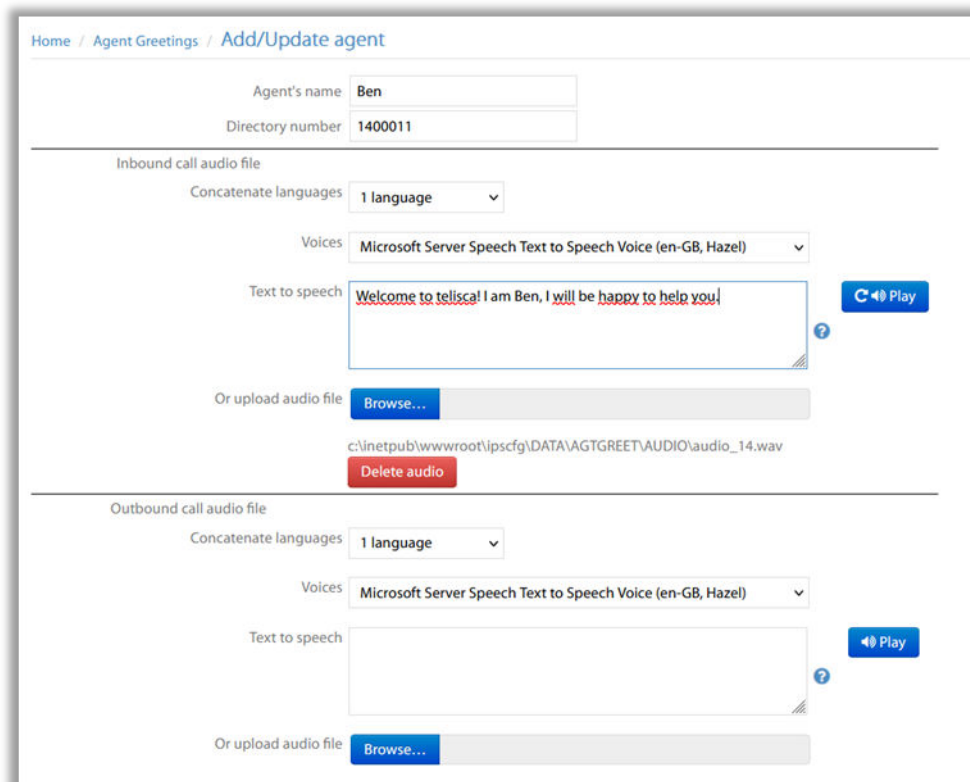 Home / Agent Greetings / Add/Update agent
Agent's name Ben
Directory number 1400011
Inbound call audio file
Concatenate languages 1 language
Voices Microsoft Server Speech Text to Speech Voice (en-GB, Hazel)
Text to speech Welcome to telisca! I am Ben, I will be happy to help you. Play
?
Or upload audio file Browse...
c:\inetpub\wwwroot\ipscfg\DATA\AGTGREET\AUDIO\audio_14.wav
Delete audio
Outbound call audio file
Concatenate languages 1 language
Voices Microsoft Server Speech Text to Speech Voice (en-GB, Hazel)
Text to speech Play
?
Or upload audio file Browse...